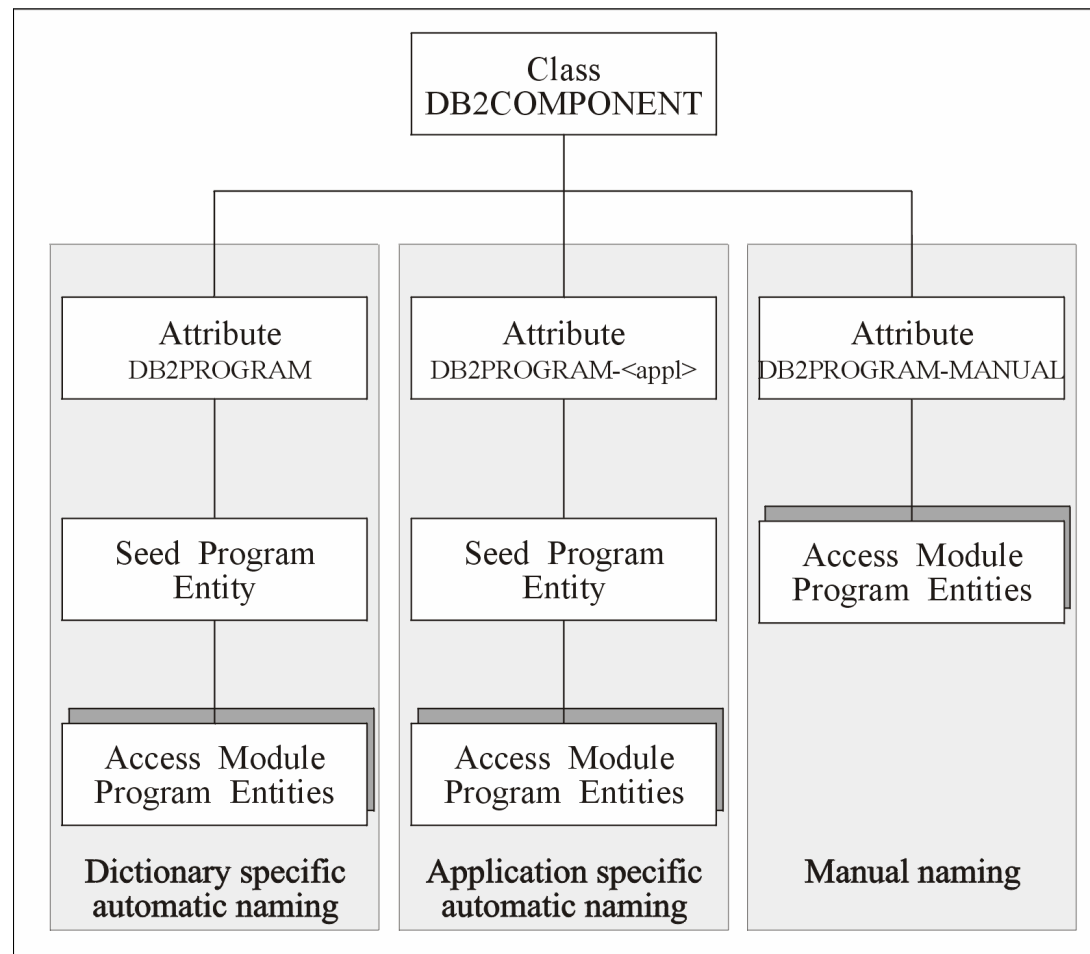 Class
DB2COMPONENT
Attribute
DB2PROGRAM
Seed Program
Entity
Access Module
Program Entities
Dictionary specific
automatic naming
Attribute
DB2PROGRAM-<appl>
Seed Program
Entity
Access Module
Program Entities
Application specific
automatic naming
Attribute
DB2PROGRAM-MANUAL
Access Module
Program Entities
Manual naming